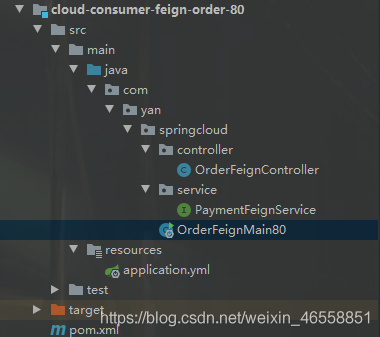 cloud-consumer-feign-order-80
src
main
java
com
yan
springcloud
controller
OrderFeignController
service
PaymentFeignService
OrderFeignMain80
resources
application.yml
test
target
https://blog.csdn.net/weixin_46558851
pom.xml